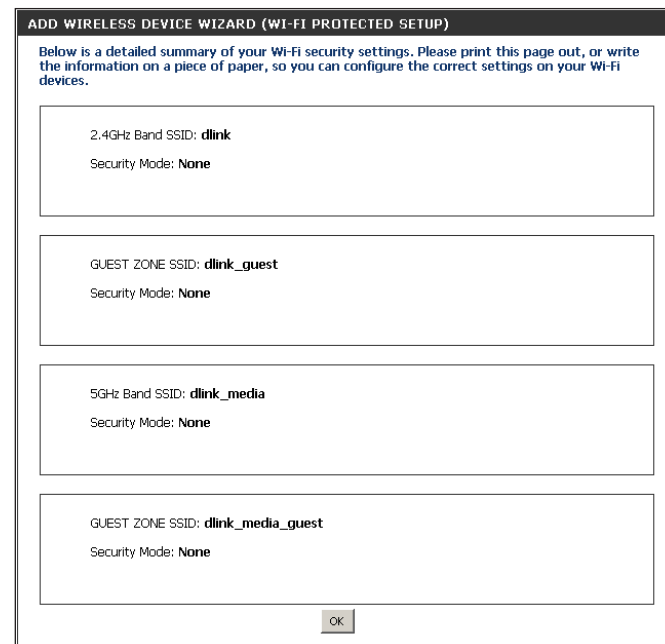 ADD WIRELESS DEVICE WIZARD (WI-FI PROTECTED SETUP)
Below is a detailed summary of your Wi-Fi security settings. Please print this page out, or write
the information on a piece of paper, so you can configure the correct settings on your Wi-Fi
devices.
2.4GHz Band SSID: dlink
Security Mode: None
GUEST ZONE SSID: dlink_guest
Security Mode: None
5GHz Band SSID: dlink_media
Security Mode: None
GUEST ZONE SSID: dlink_media_guest
Security Mode: None
OK